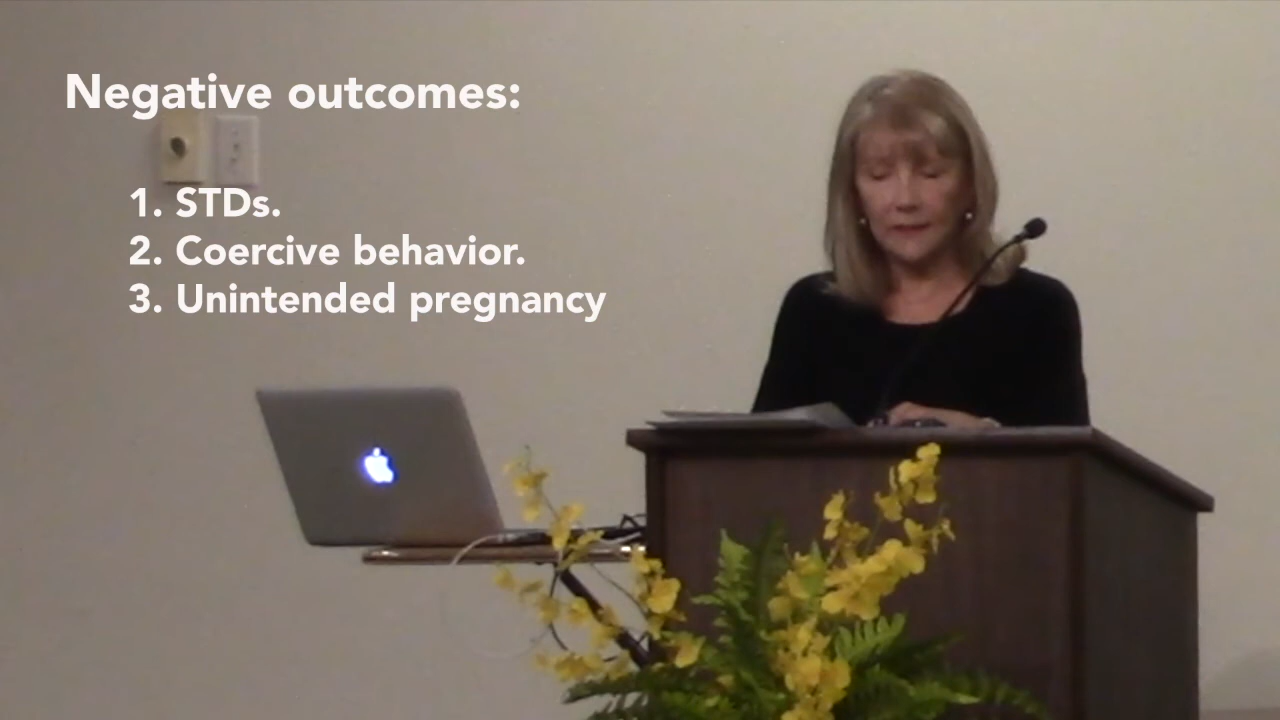 Negative outcomes:
1. STDs.
2. Coercive behavior.
3. Unintended pregnancy